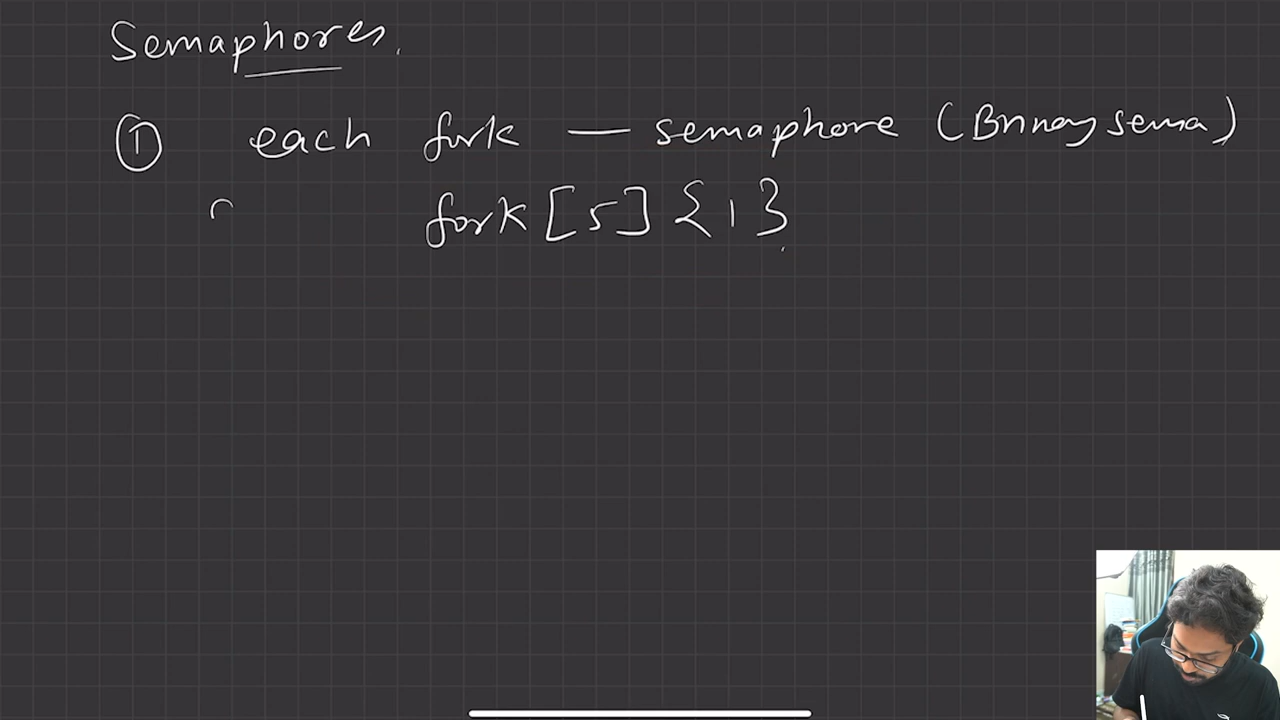 Semaphores.
① each fork — semaphore (Binary sema)
fork [5] {1}